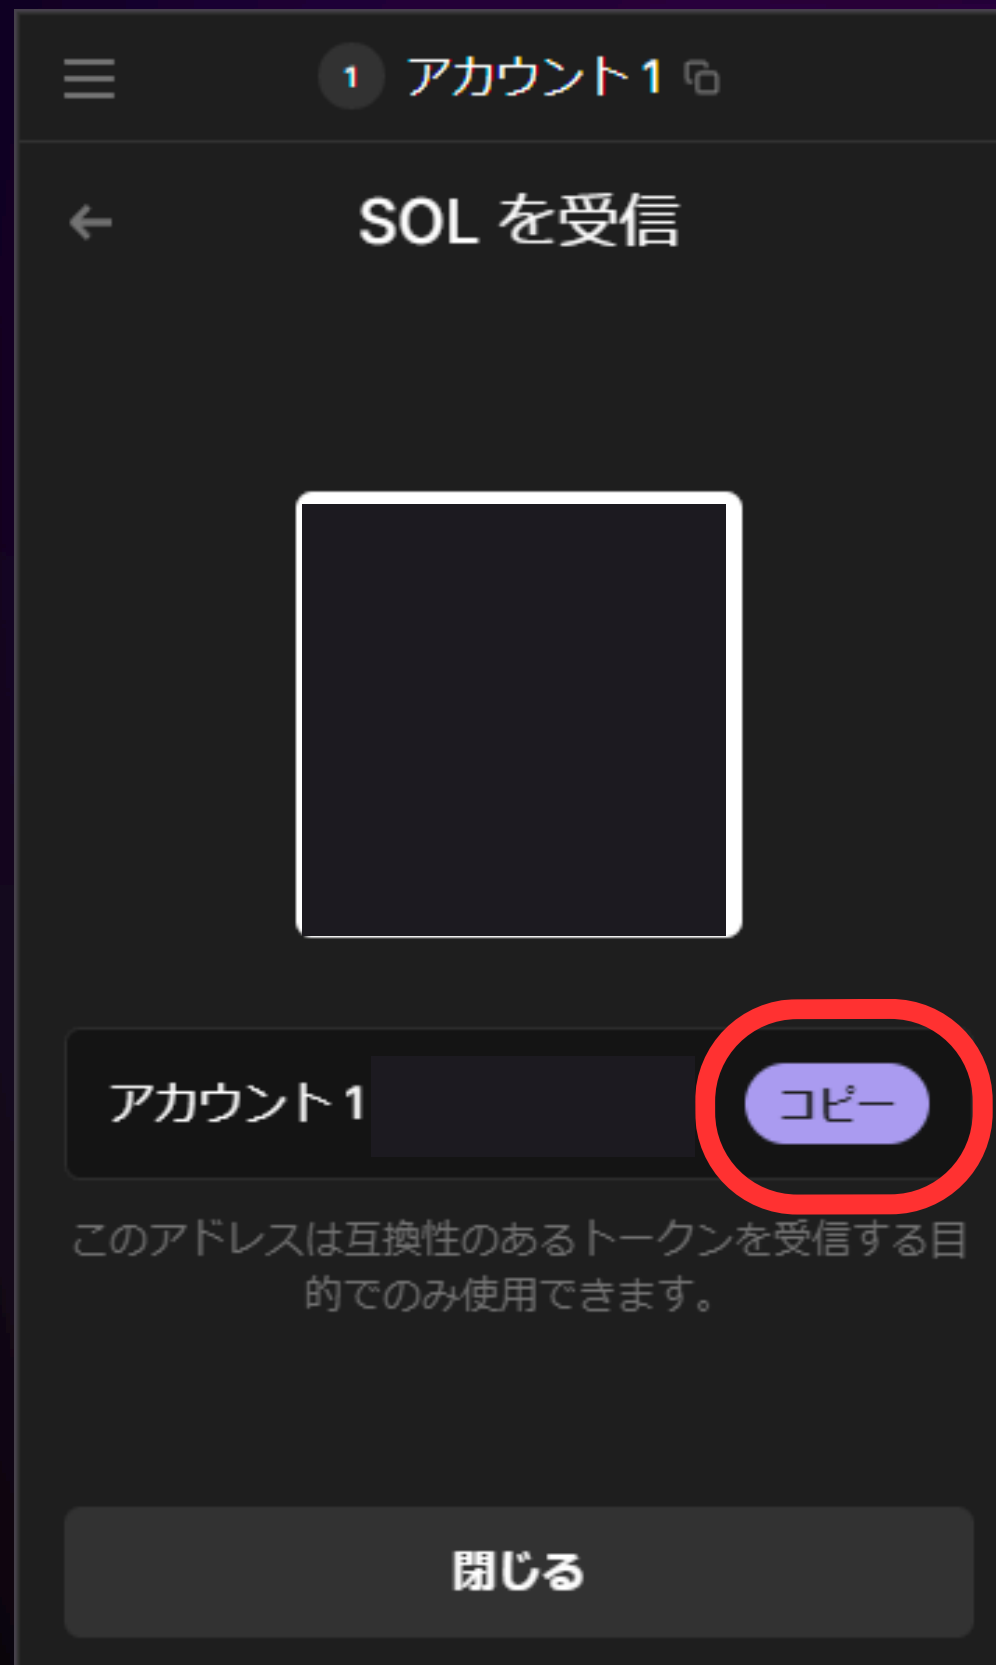 1 アカウント 1
SOL を受信
アカウント 1 コピー
このアドレスは互換性のあるトークンを受信する目
的でのみ使用できます。
閉じる